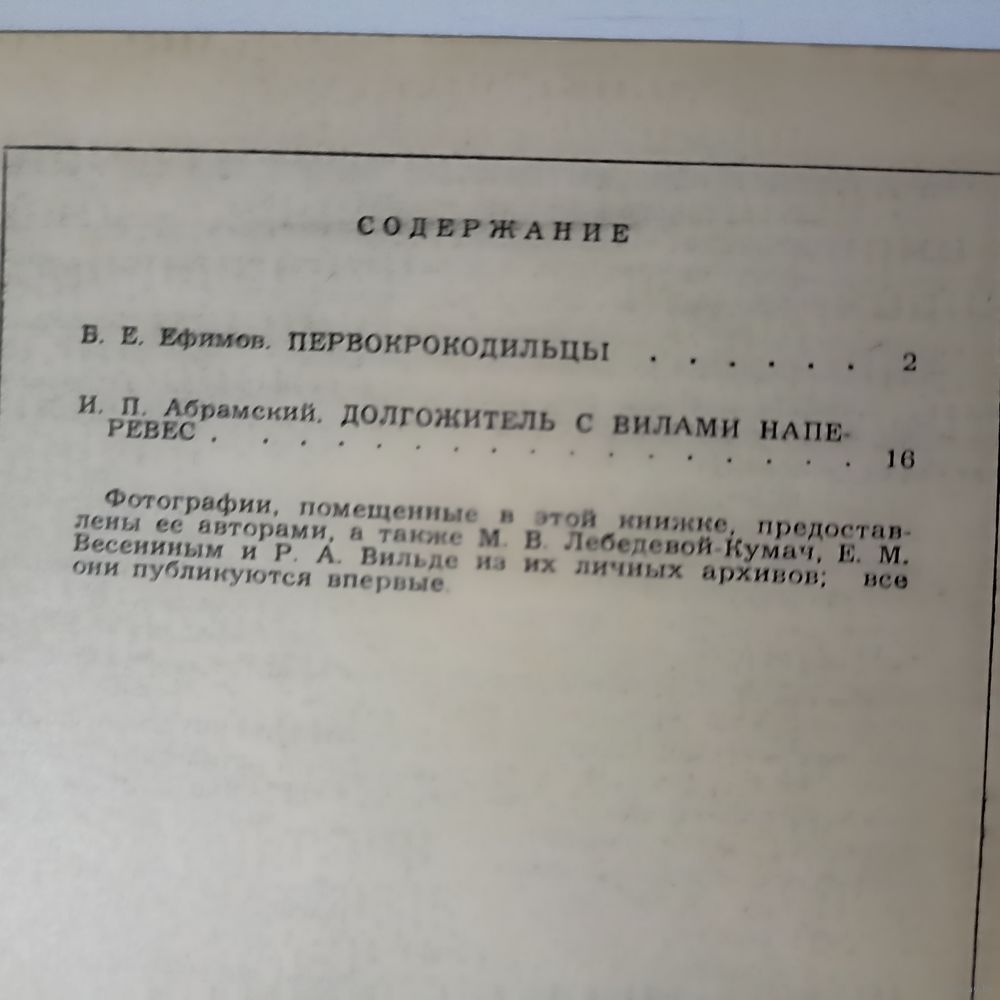 СОДЕРЖАНИЕ
Б. Е. Ефимов. ПЕРВОКРОКОДИЛЬЦЫ . . . . . . 2
И. П. Абрамский. ДОЛГОЖИТЕЛЬ С ВИЛАМИ НАПЕ-
РЕВЕС . . . . . . . . . . . . . . . . 16
Фотографии, помещенные в этой книжке, предостав-
лены ее авторами, а также М. В. Лебедевой-Кумач, Е. М.
Весениным и Р. А. Вильде из их личных архивов; все
они публикуются впервые.